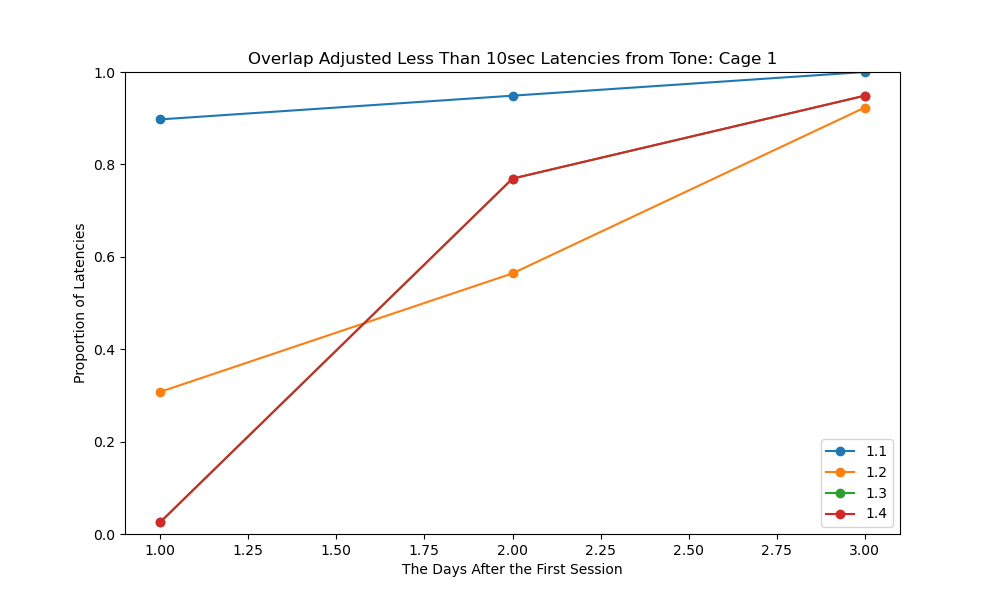 Overlap Adjusted Less Than 10sec Latencies from Tone: Cage 1
1.0
0.8
0.6
0.4
0.2
0.0
Proportion of Latencies
1.1
1.2
1.3
1.4
1.00 1.25 1.50 1.75 2.00 2.25 2.50 2.75 3.00
The Days After the First Session